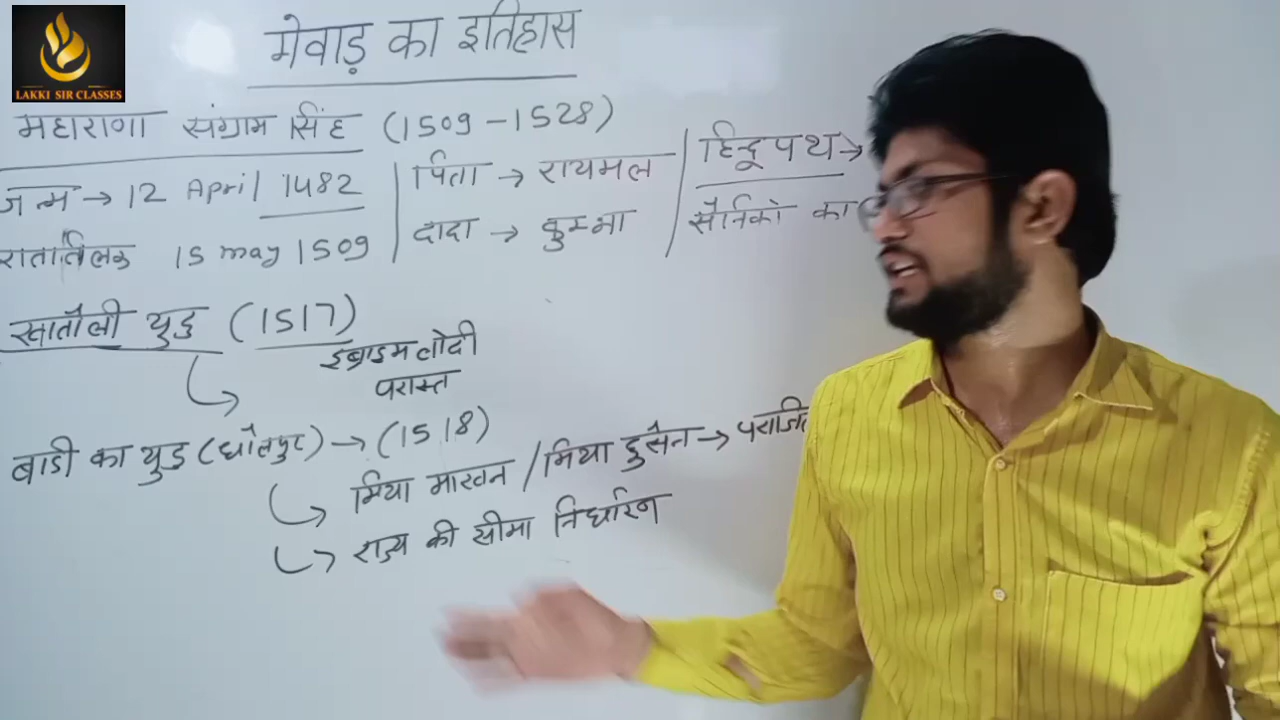 LAKKI SIR CLASSES
मेवाड़ का इतिहास
महाराणा संग्राम सिंह (1509-1528)
जन्म → 12 April 1482
पिता → रायमल
हिन्दू पथ →
रातातिलक 15 may 1509
दादा → कुम्भा
सैनिकों का
खातौली युद्ध (1517)
इब्राहम लोदी
परास्त
बाडी का युद्ध (धौलपुर) → (1518)
मिया माखन / मिया हुसैन → पराजित
राज्य की सीमा निर्धारण